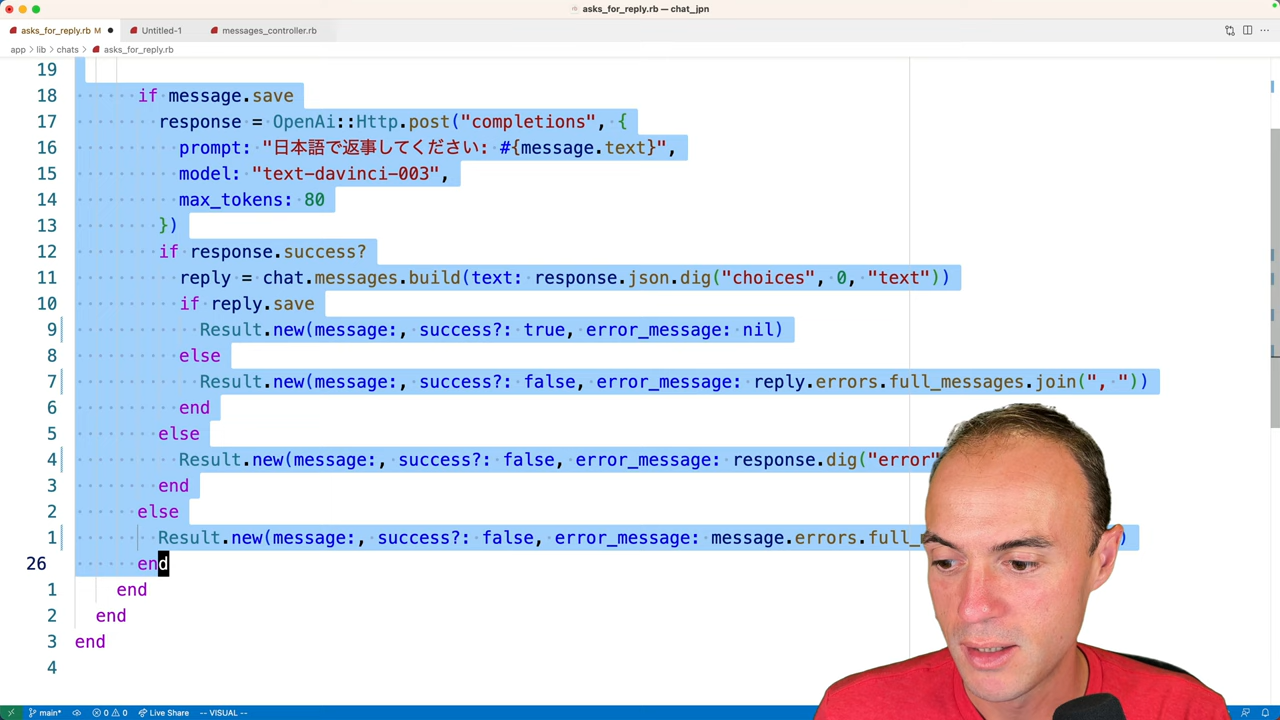 asks_for_reply.rb — chat_jpn
asks_for_reply.rb M ● Untitled-1 messages_controller.rb
app > lib > chats > asks_for_reply.rb
19
18 if message.save
17 response = OpenAi::Http.post("completions", {
16 prompt: "日本語で返事してください: #{message.text}",
15 model: "text-davinci-003",
14 max_tokens: 80
13 })
12 if response.success?
11 reply = chat.messages.build(text: response.json.dig("choices", 0, "text"))
10 if reply.save
9 Result.new(message:, success?: true, error_message: nil)
8 else
7 Result.new(message:, success?: false, error_message: reply.errors.full_messages.join(", "))
6 end
5 else
4 Result.new(message:, success?: false, error_message: response.dig("error"
3 end
2 else
1 Result.new(message:, success?: false, error_message: message.errors.full_ )
26 end
1 end
2 end
3 end
4
main* 0 0 Live Share -- VISUAL --